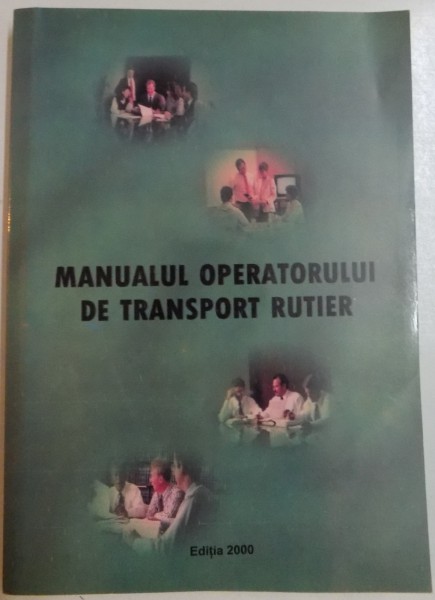 MANUALUL OPERATORULUI
DE TRANSPORT RUTIER
Ediția 2000